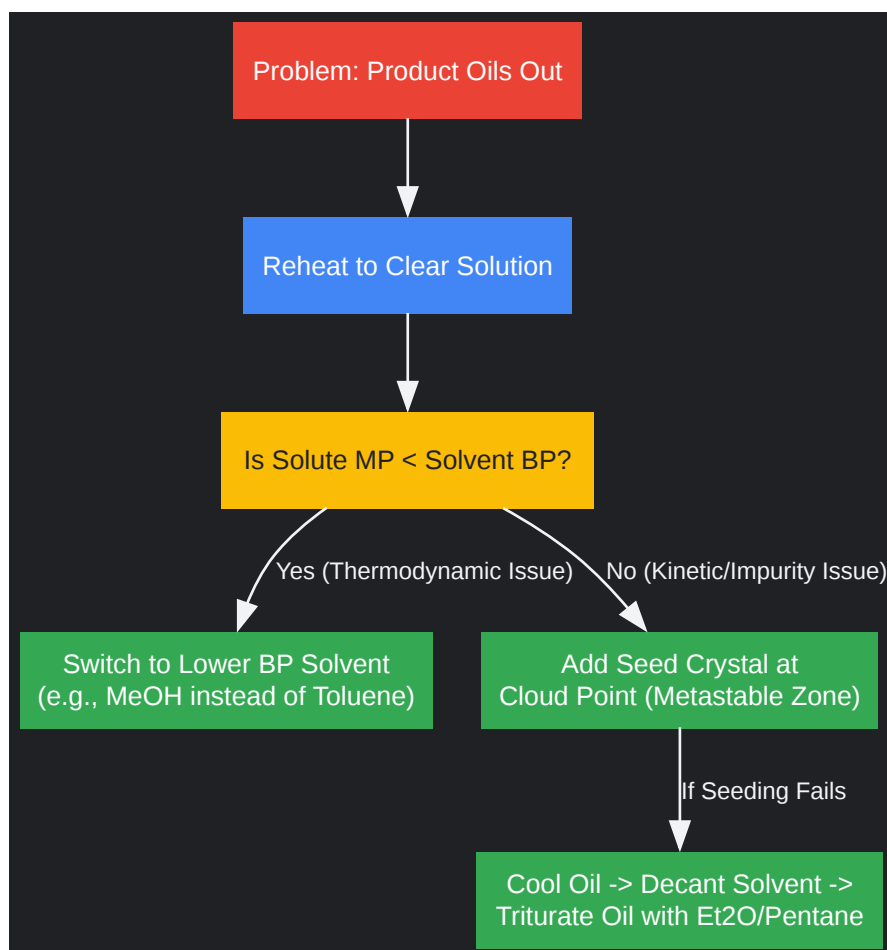 Problem: Product Oils Out
Reheat to Clear Solution
Is Solute MP < Solvent BP?
Yes (Thermodynamic Issue)
No (Kinetic/Impurity Issue)
Switch to Lower BP Solvent
(e.g., MeOH instead of Toluene)
Add Seed Crystal at
Cloud Point (Metastable Zone)
If Seeding Fails
Cool Oil -> Decant Solvent ->
Triturate Oil with Et2O/Pentane